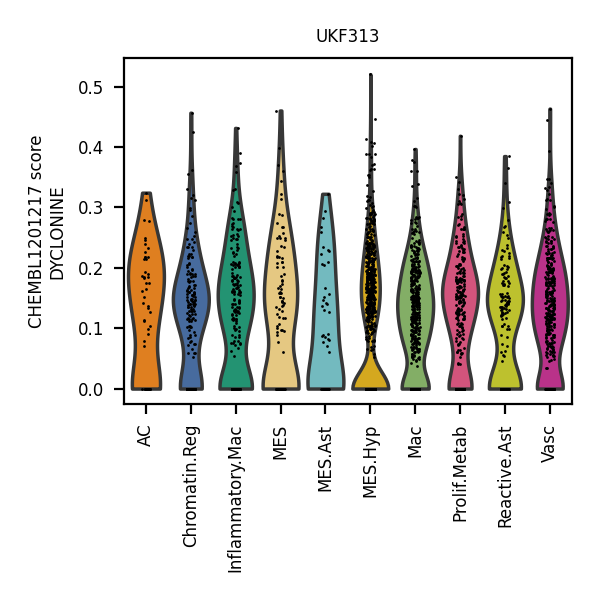 UKF313
CHEMBL1201217 score
DYCLONINE
0.5
0.4
0.3
0.2
0.1
0.0
AC
Chromatin.Reg
Inflammatory.Mac
MES
MES.Ast
MES.Hyp
Mac
Prolif.Metab
Reactive.Ast
Vasc